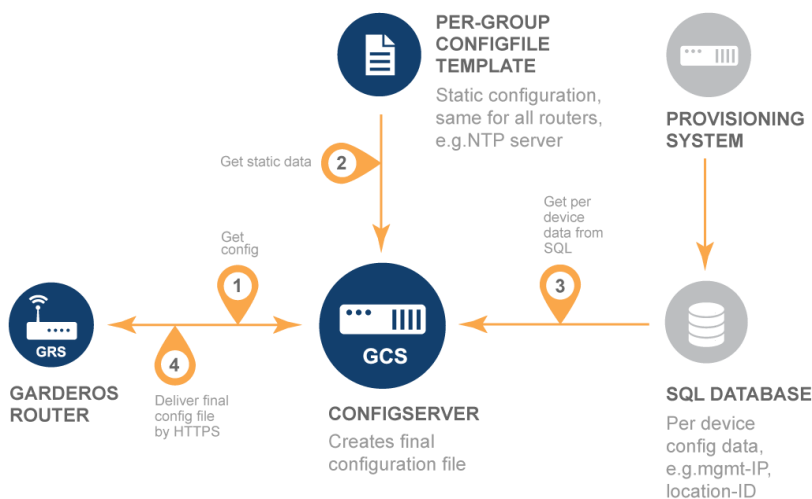 PER-GROUP
CONFIGFILE
TEMPLATE
Static configuration,
same for all routers,
e.g.NTP server
PROVISIONING
SYSTEM
Get static data
2
Get per
device
data from
SQL
3
Get
config
1
GRS
GCS
4
GARDEROS
ROUTER
Deliver final
config file
by HTTPS
CONFIGSERVER
Creates final
configuration file
SQL DATABASE
Per device
config data,
e.g.mgmt-IP,
location-ID